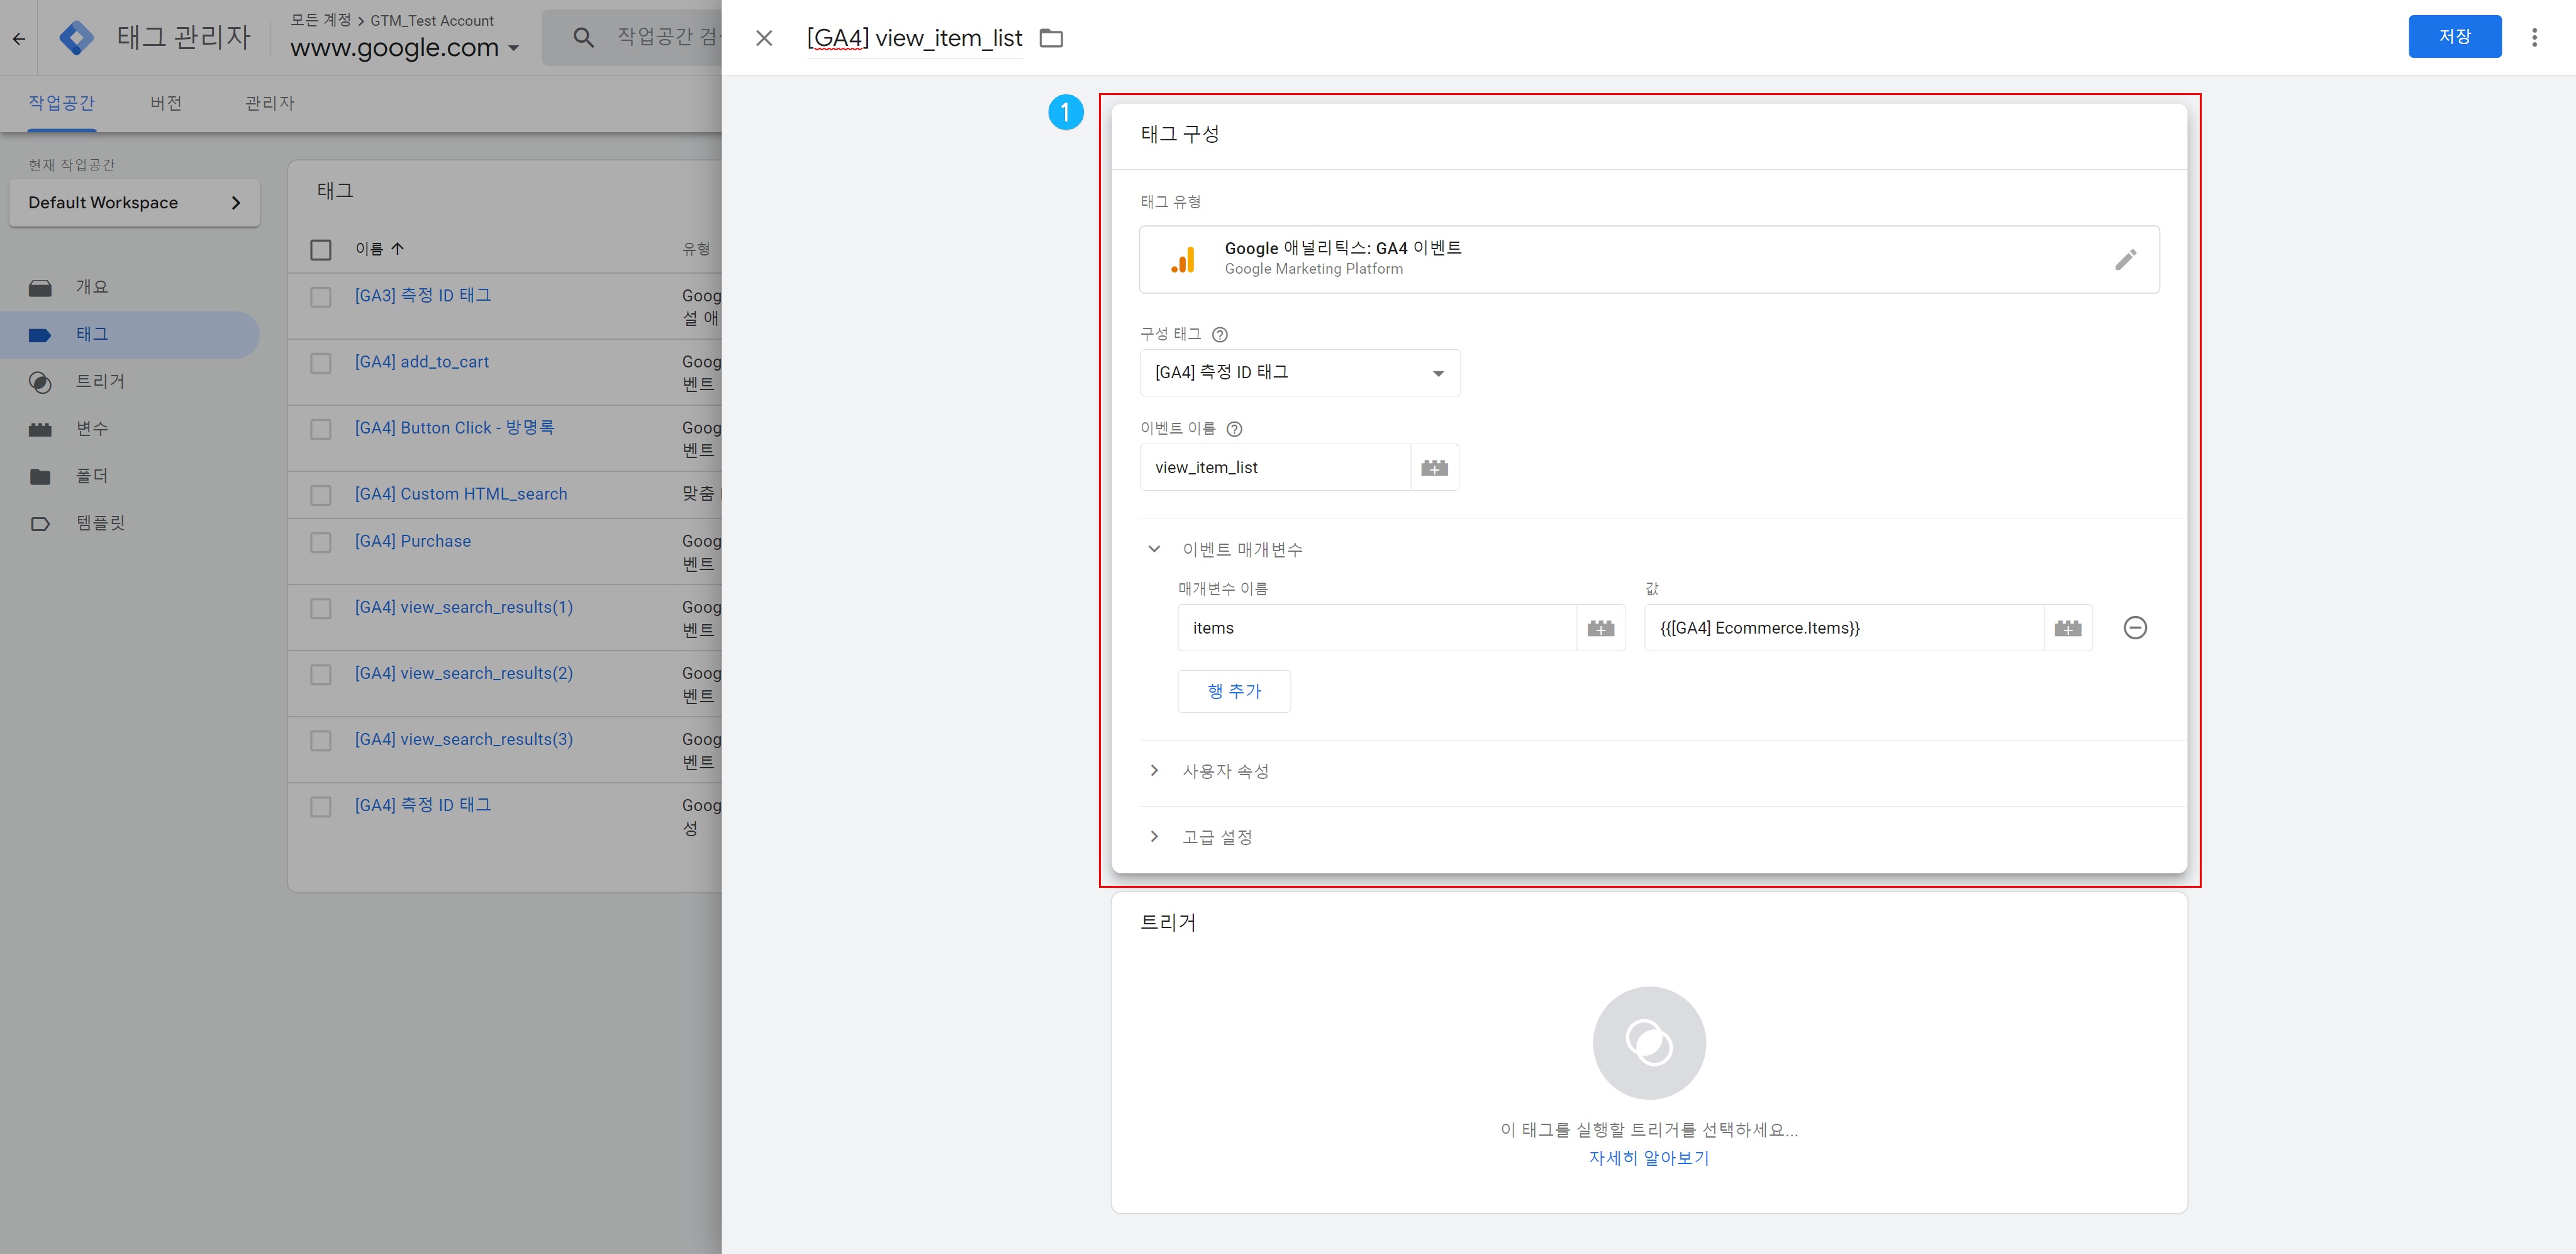 모든 계정 > GTM_Test Account
태그 관리자
www.google.com
작업공간 검
[GA4] view_item_list
저장
작업공간
버전
관리자
현재 작업공간
Default Workspace
개요
태그
트리거
변수
폴더
템플릿
태그
이름
유형
[GA3] 측정 ID 태그
Goog
설 애
[GA4] add_to_cart
Goog
벤트
[GA4] Button Click - 방명록
Goog
벤트
[GA4] Custom HTML_search
맞춤
[GA4] Purchase
Goog
벤트
[GA4] view_search_results(1)
Goog
벤트
[GA4] view_search_results(2)
Goog
벤트
[GA4] view_search_results(3)
Goog
벤트
[GA4] 측정 ID 태그
Goog
성
1
태그 구성
태그 유형
Google 애널리틱스: GA4 이벤트
Google Marketing Platform
구성 태그
[GA4] 측정 ID 태그
이벤트 이름
view_item_list
이벤트 매개변수
매개변수 이름
값
items
{{[GA4] Ecommerce.Items}}
행 추가
사용자 속성
고급 설정
트리거
이 태그를 실행할 트리거를 선택하세요...
자세히 알아보기